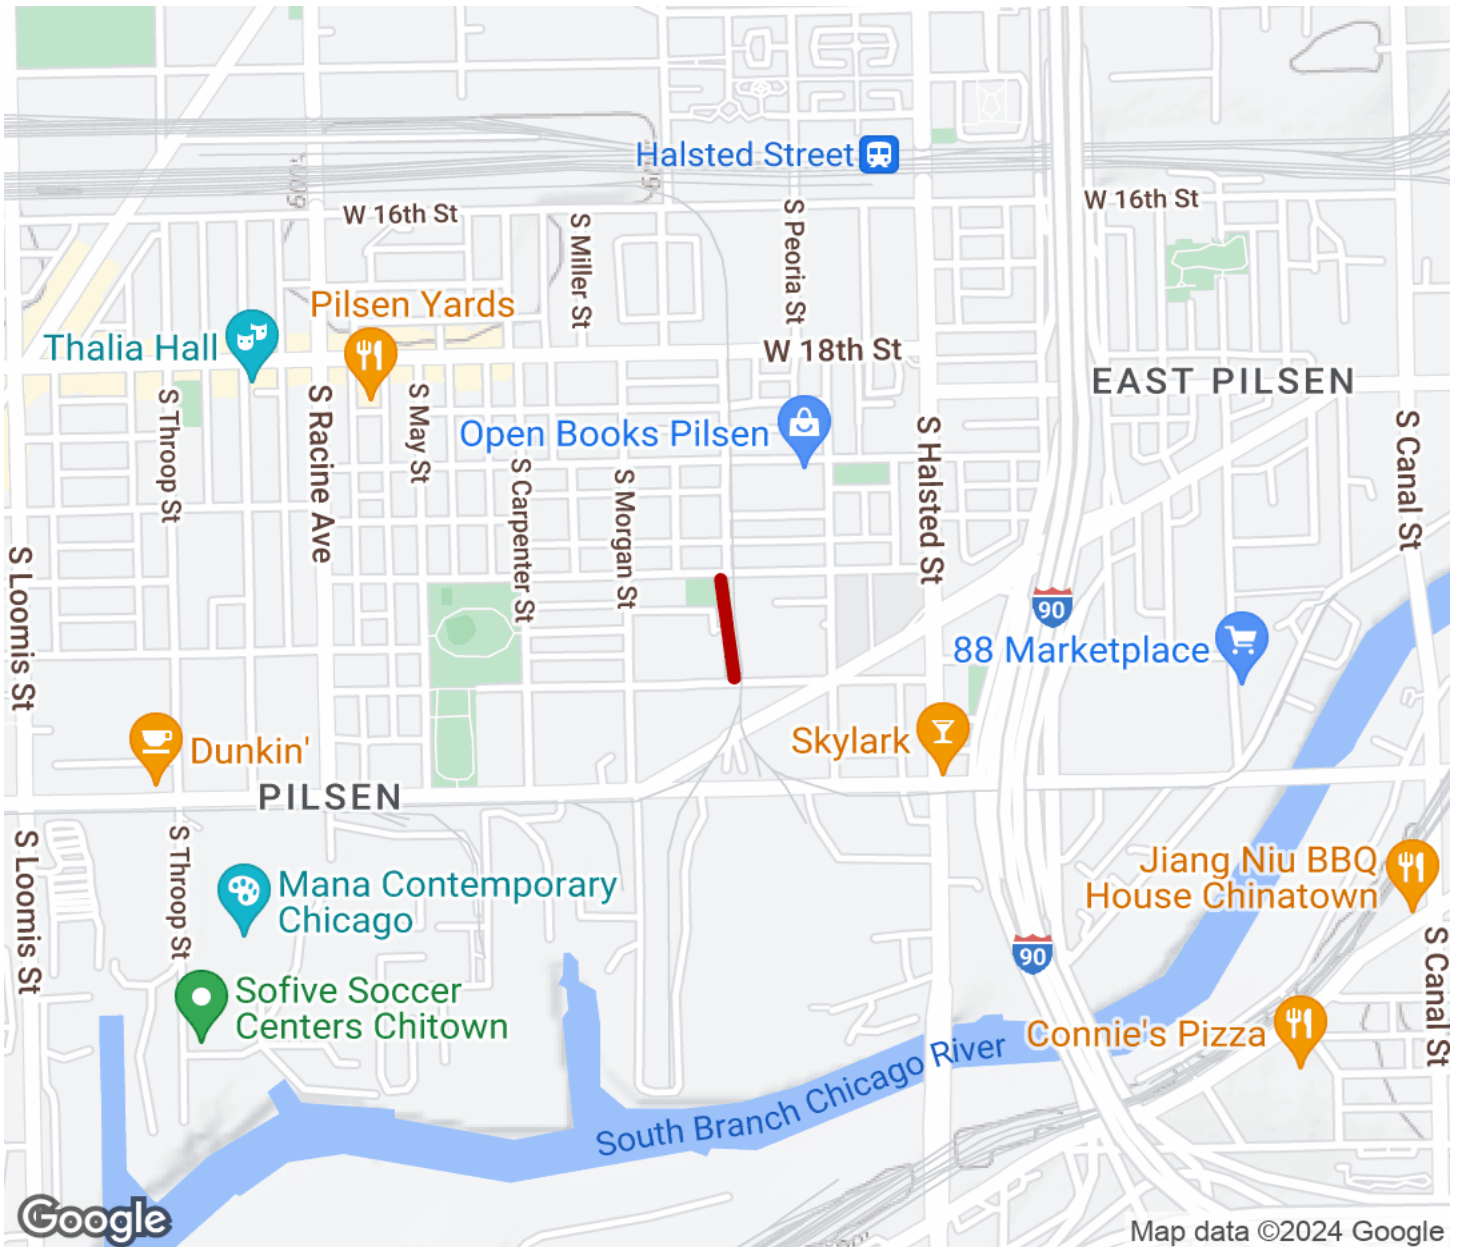 Halsted Street
W 16th St
W 16th St
S Miller St
S Peoria St
Pilsen Yards
Thalia Hall
W 18th St
EAST PILSEN
S Throop St
S Racine Ave
S May St
Open Books Pilsen
S Carpenter St
S Morgan St
S Halsted St
S Canal St
S Loomis St
90
88 Marketplace
Skylark
Dunkin'
PILSEN
S Loomis St
S Throop St
Mana Contemporary
Chicago
Jiang Niu BBQ
House Chinatown
90
S Canal St
Sofive Soccer
Centers Chitown
Connie's Pizza
South Branch Chicago River
Google
Map data ©2024 Google